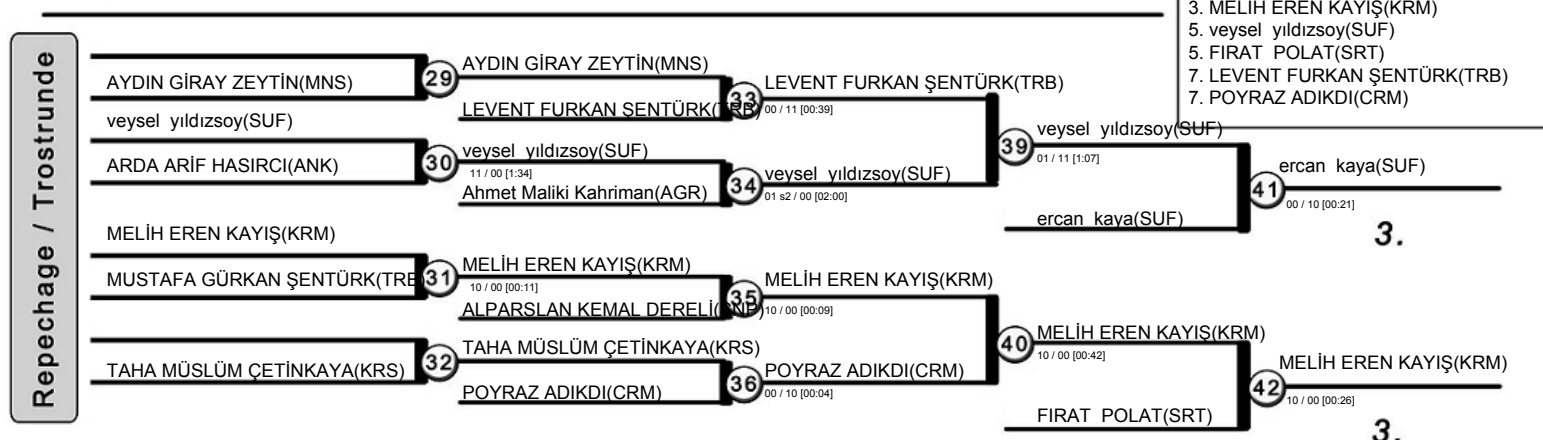 3. MELİH EREN KAYIŞ(KRM)
5. veysel yıldızsoy(SUF)
5. FIRAT POLAT(SRT)
7. LEVENT FURKAN ŞENTÜRK(TRB)
7. POYRAZ ADIKDI(CRM)
Repechage / Trostrunde
AYDIN GİRAY ZEYTİN(MNS)
29
veysel yıldızsoy(SUF)
ARDA ARİF HASIRCI(ANK)
30
MELİH EREN KAYIŞ(KRM)
MUSTAFA GÜRKAN ŞENTÜRK(TRB)
31
TAHA MÜSLÜM ÇETİNKAYA(KRS)
32
AYDIN GİRAY ZEYTİN(MNS)
LEVENT FURKAN ŞENTÜRK(TRB)
33
veysel yıldızsoy(SUF)
11 / 00 [1:34]
Ahmet Maliki Kahriman(AGR)
34
MELİH EREN KAYIŞ(KRM)
10 / 00 [00:11]
ALPARSLAN KEMAL DERELİ(SNP)
35
TAHA MÜSLÜM ÇETİNKAYA(KRS)
POYRAZ ADIKDI(CRM)
36
LEVENT FURKAN ŞENTÜRK(TRB)
00 / 11 [00:39]
veysel yıldızsoy(SUF)
01 s2 / 00 [02:00]
39
MELİH EREN KAYIŞ(KRM)
10 / 00 [00:09]
POYRAZ ADIKDI(CRM)
00 / 10 [00:04]
40
veysel yıldızsoy(SUF)
01 / 11 [1:07]
ercan kaya(SUF)
41
MELİH EREN KAYIŞ(KRM)
10 / 00 [00:42]
FIRAT POLAT(SRT)
42
ercan kaya(SUF)
00 / 10 [00:21]
3.
MELİH EREN KAYIŞ(KRM)
10 / 00 [00:26]
3.